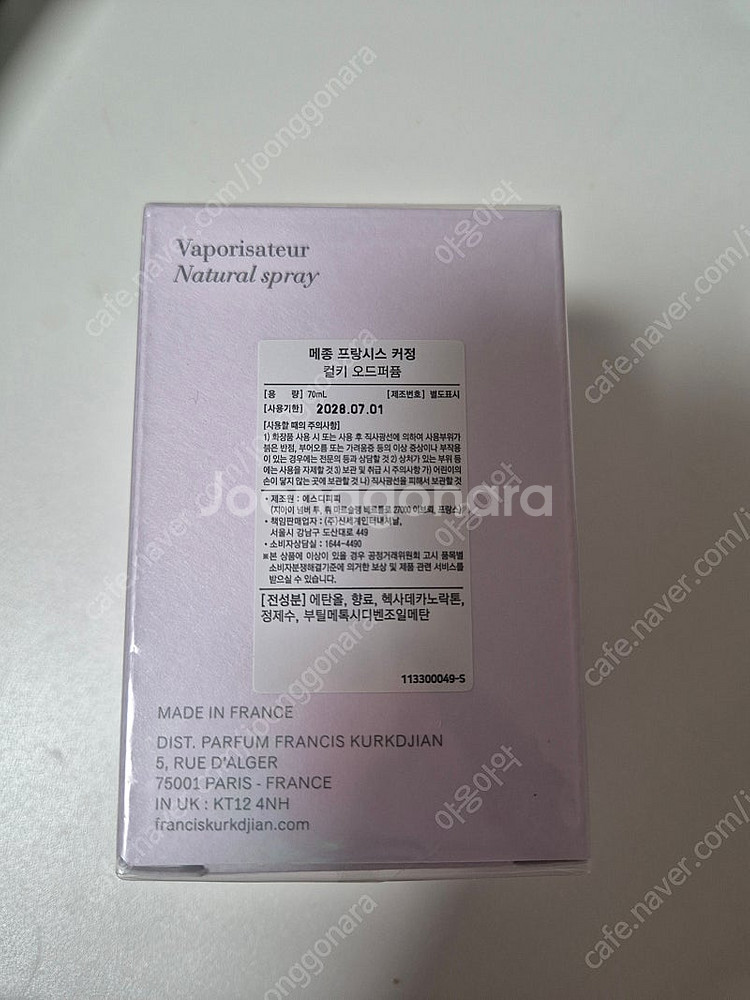 Vaporisateur
Natural spray
메종 프랑시스 커정
컬키 오드퍼퓸
[용 량] 70mL [제조번호] 별도표시
[사용기한] 2028.07.01
[사용할 때의 주의사항]
1) 화장품 사용 시 또는 사용 후 직사광선에 의하여 사용부위가
붉은 반점, 부어오름 또는 가려움증 등의 이상 증상이나 부작용
이 있는 경우에는 전문의 등과 상담할 것 2) 상처가 있는 부위 등
에는 사용을 자제할 것 3) 보관 및 취급 시 주의사항 가) 어린이의
손이 닿지 않는 곳에 보관할 것 나) 직사광선을 피해서 보관할 것
• 제조원 : 에스디피피
27000 프랑스)
• 책임판매업자 : (주)신세계인터내셔날,
서울시 강남구 도산대로 449
• 소비자상담실 : 1644-4490
※본 상품에 이상이 있을 경우 공정거래위원회 고시 품목별
소비자분쟁해결기준에 의거한 보상 및 제품 관련 서비스를
받으실 수 있습니다.
[전성분] 에탄올, 향료, 헥사데카노락톤,
정제수, 부틸메톡시디벤조일메탄
113300049-S
MADE IN FRANCE
DIST. PARFUM FRANCIS KURKDJIAN
5, RUE D'ALGER
75001 PARIS - FRANCE
IN UK : KT12 4NH
franciskurkdjian.com
Joonggonara
cafe.naver.com/joonggonara
아옹아악